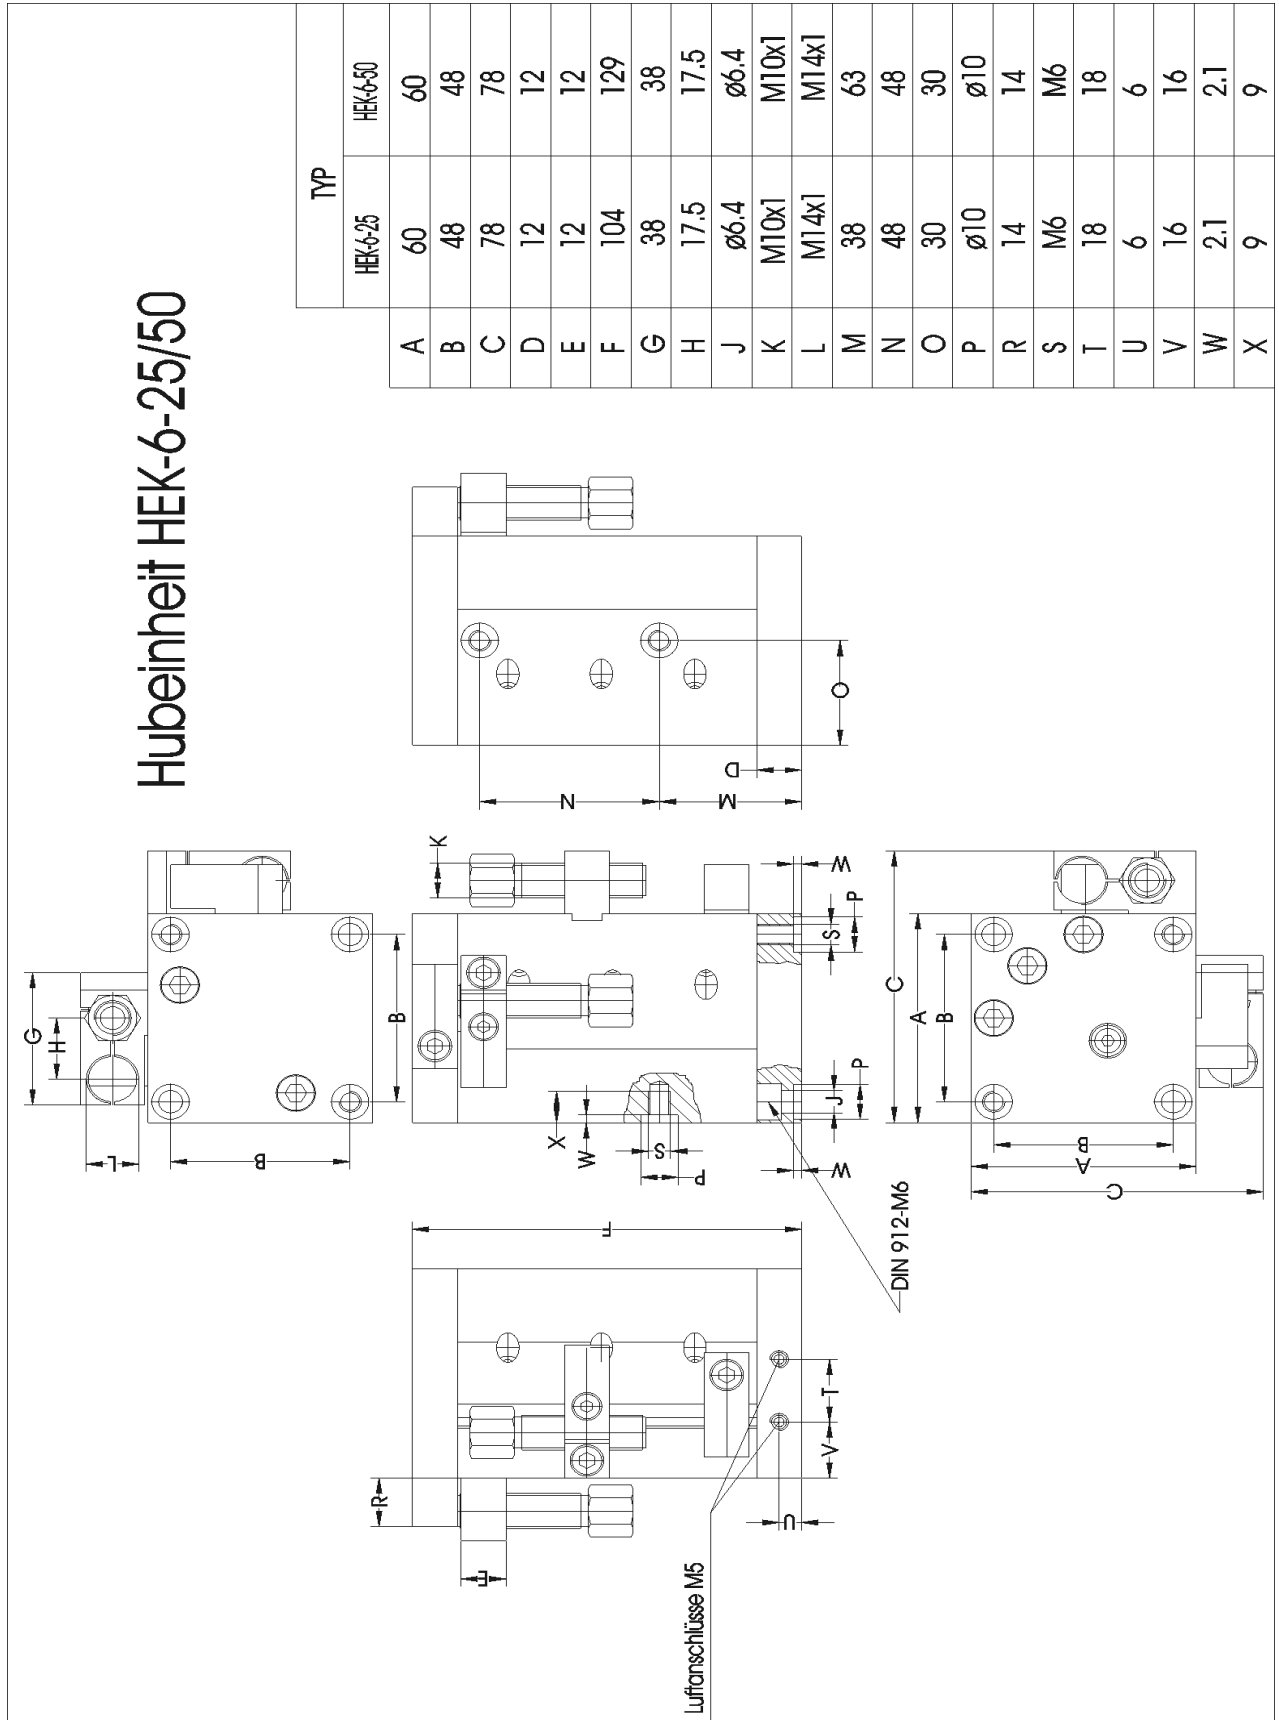 Hubeinheit HEK-6-25/50
TYP
HEK-6-25 HEK-6-50
A 60 60
B 48 48
C 78 78
D 12 12
E 12 12
F 104 129
G 38 38
H 17.5 17.5
J ø6.4 ø6.4
K M10x1 M10x1
L M14x1 M14x1
M 38 63
N 48 48
O 30 30
P ø10 ø10
R 14 14
S M6 M6
T 18 18
U 6 6
V 16 16
W 2.1 2.1
X 9 9
G
H
L
B
B
N
M
D
O
K
X
W
S
P
W
J
P
S
P
W
F
R
E
U
V
T
Luftanschlüsse M5
DIN 912-M6
C
A
B
B
A
C